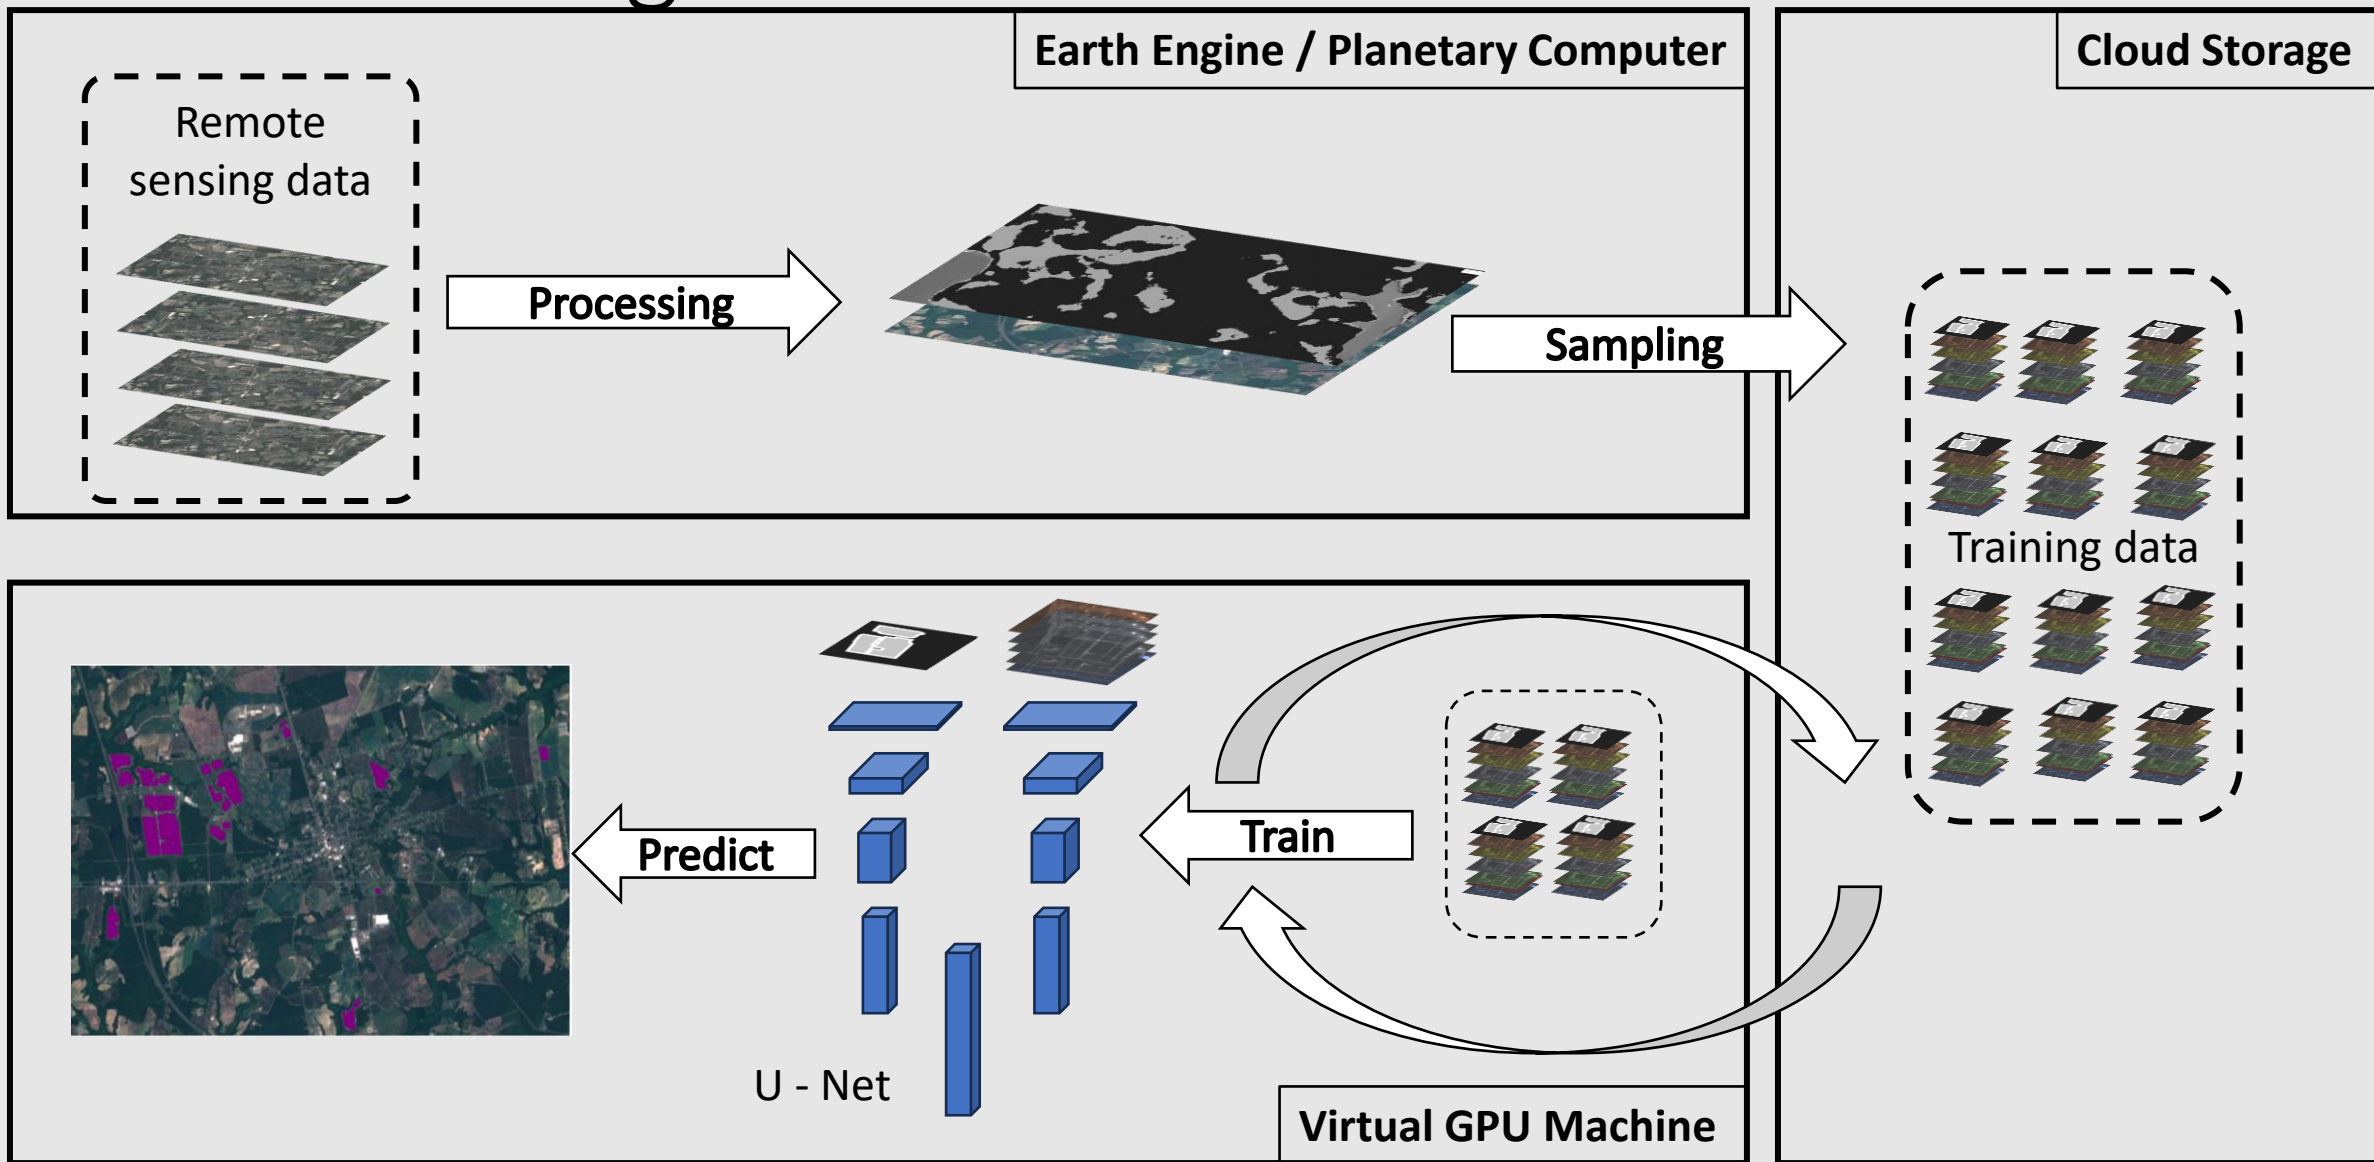 Earth Engine / Planetary Computer
Cloud Storage
Remote
sensing data
Processing
Sampling
Training data
Train
Predict
U - Net
Virtual GPU Machine